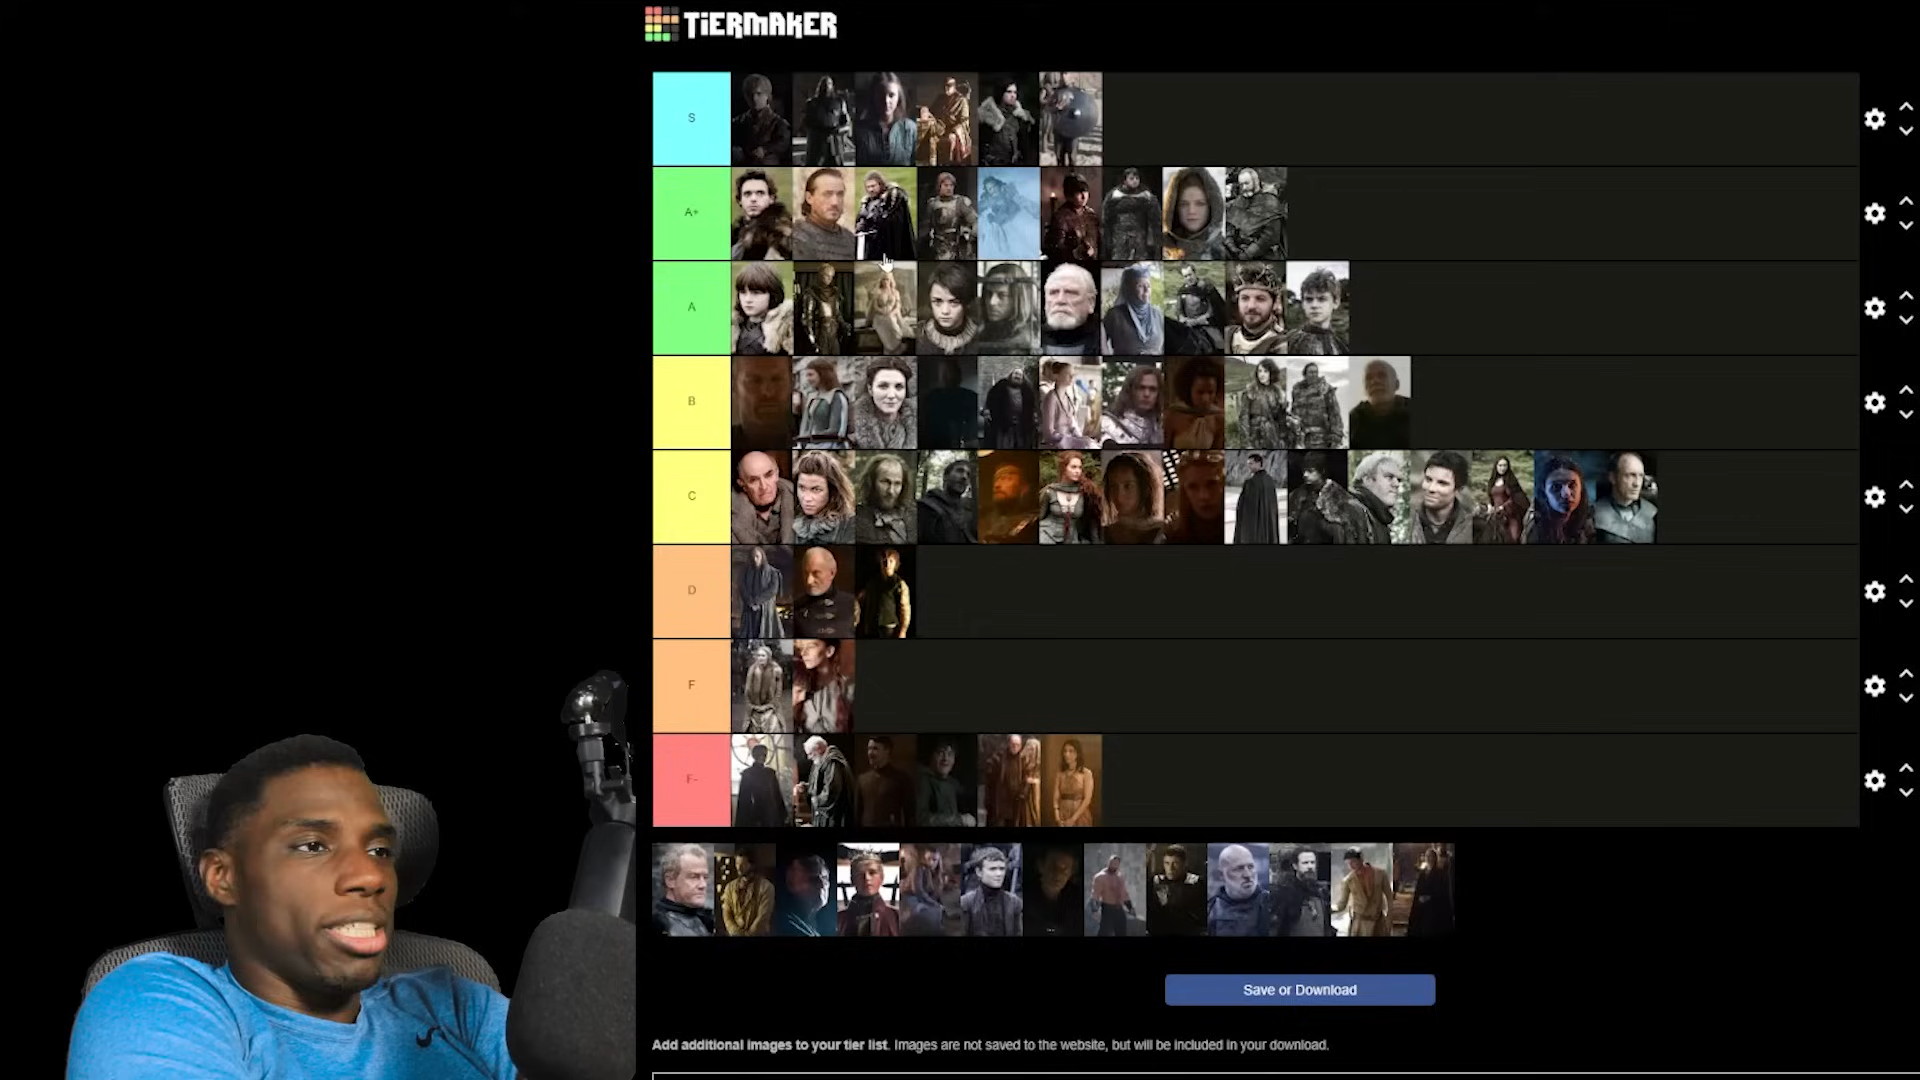 TIERMAKER
S
A+
A
B
C
D
F
F-
Save or Download
Add additional images to your tier list. Images are not saved to the website, but will be included in your download.